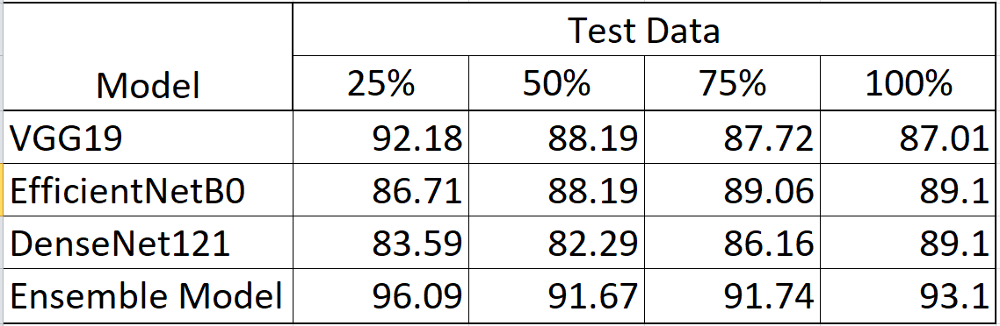 Test Data
Model 25% 50% 75% 100%
VGG19 92.18 88.19 87.72 87.01
EfficientNetB0 86.71 88.19 89.06 89.1
DenseNet121 83.59 82.29 86.16 89.1
Ensemble Model 96.09 91.67 91.74 93.1